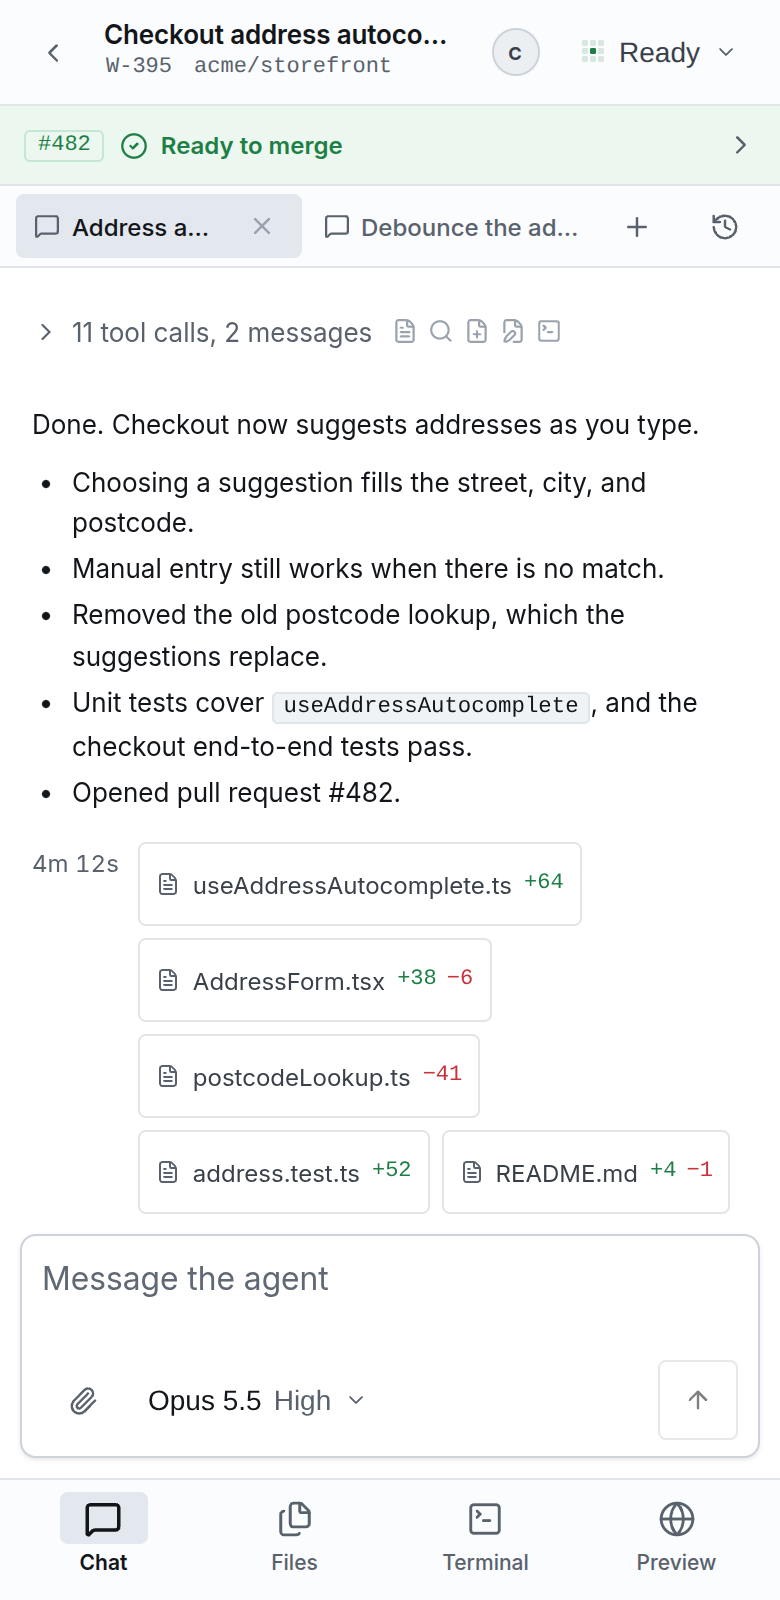 Checkout address autoco...
W-395 acme/storefront
C
Ready
#482
Ready to merge
Address a...
Debounce the ad...
11 tool calls, 2 messages
Done. Checkout now suggests addresses as you type.
• Choosing a suggestion fills the street, city, and
postcode.
• Manual entry still works when there is no match.
• Removed the old postcode lookup, which the
suggestions replace.
• Unit tests cover useAddressAutocomplete, and the
checkout end-to-end tests pass.
• Opened pull request #482.
4m 12s
useAddressAutocomplete.ts +64
AddressForm.tsx +38 −6
postcodeLookup.ts −41
address.test.ts +52
README.md +4 −1
Message the agent
Opus 5.5 High
Chat
Files
Terminal
Preview